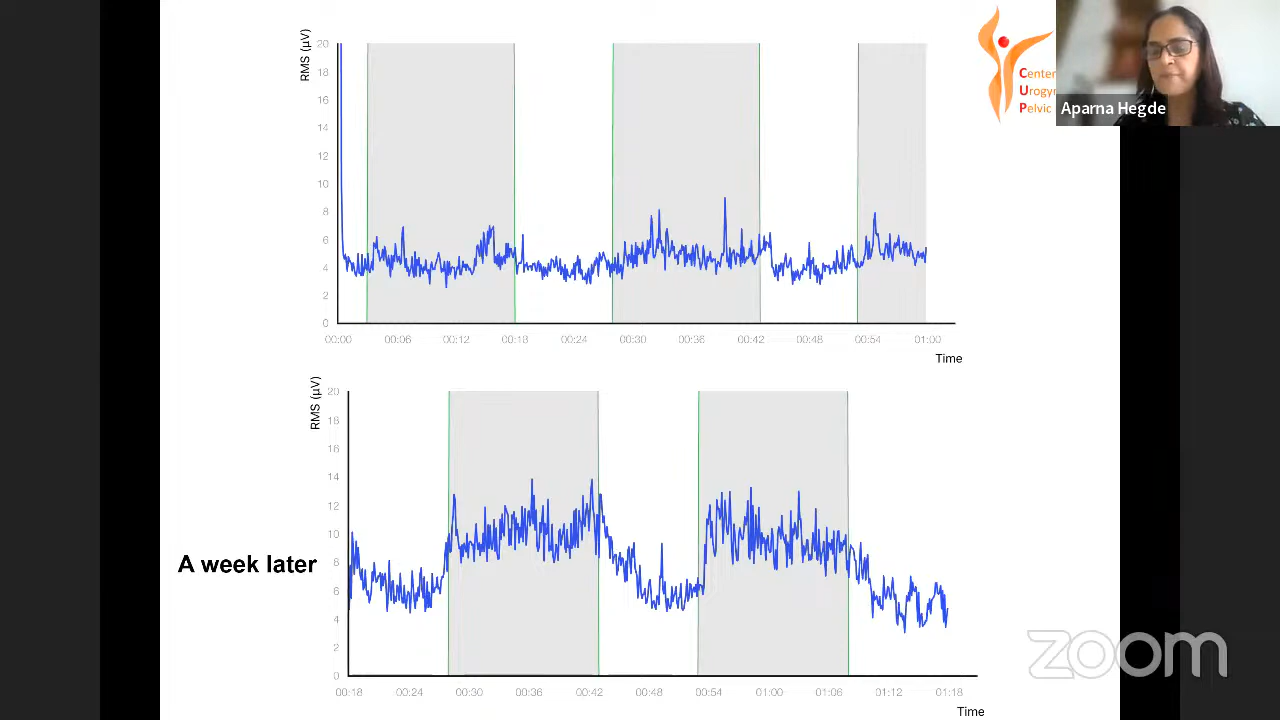 RMS (µV)
20
18
16
14
12
10
8
6
4
2
0
00:00 00:06 00:12 00:18 00:24 00:30 00:36 00:42 00:48 00:54 01:00
Time
Center
Urogyn
Pelvic
Aparna Hegde
A week later
RMS (µV)
20
18
16
14
12
10
8
6
4
2
0
00:18 00:24 00:30 00:36 00:42 00:48 00:54 01:00 01:06 01:12 01:18
Time
zoom